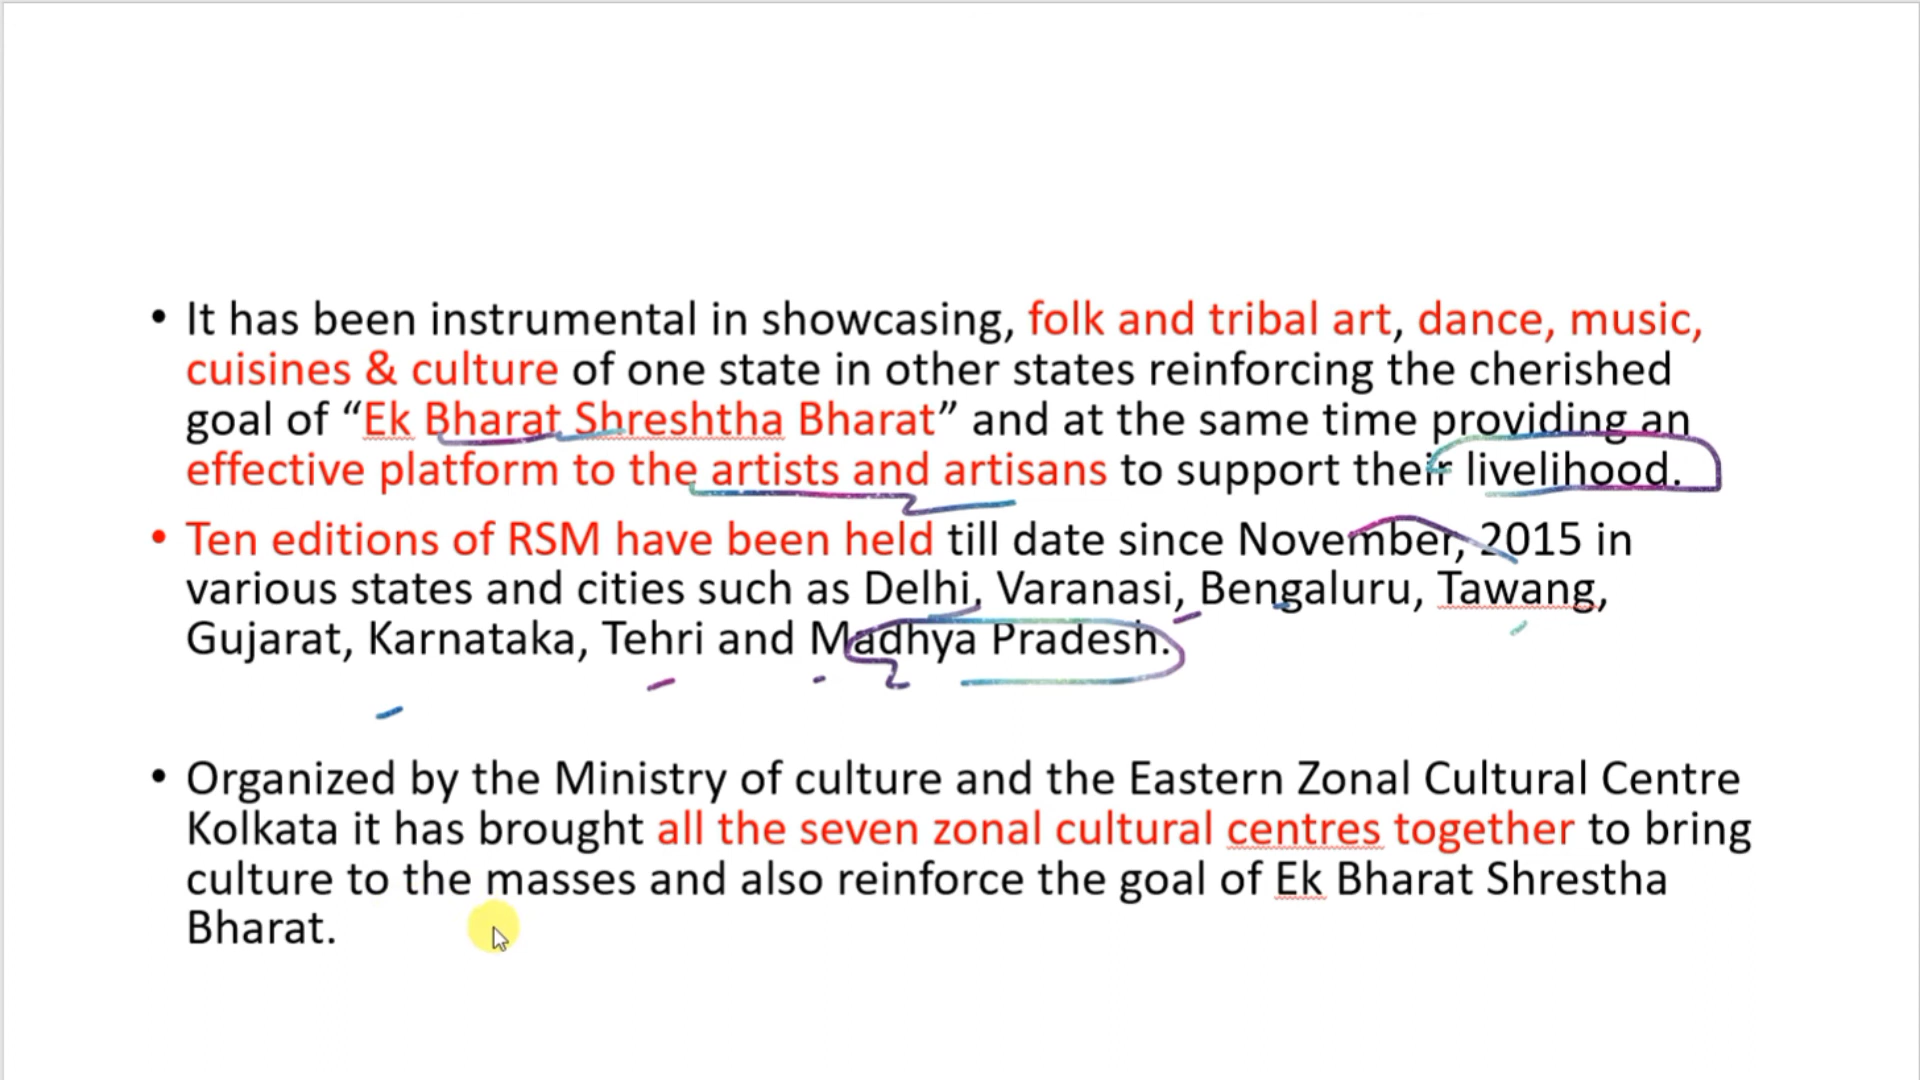 • It has been instrumental in showcasing, folk and tribal art, dance, music,
cuisines & culture of one state in other states reinforcing the cherished
goal of “Ek Bharat Shreshtha Bharat” and at the same time providing an
effective platform to the artists and artisans to support their livelihood.
• Ten editions of RSM have been held till date since November, 2015 in
various states and cities such as Delhi, Varanasi, Bengaluru, Tawang,
Gujarat, Karnataka, Tehri and Madhya Pradesh.
• Organized by the Ministry of culture and the Eastern Zonal Cultural Centre
Kolkata it has brought all the seven zonal cultural centres together to bring
culture to the masses and also reinforce the goal of Ek Bharat Shrestha
Bharat.